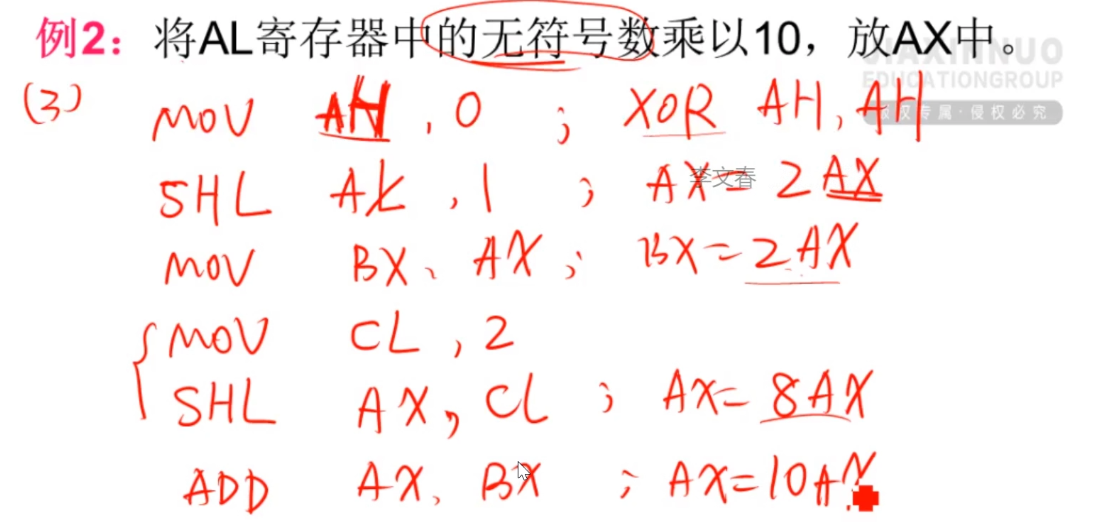 例2：将AL寄存器中的无符号数乘以10，放AX中。
JIAXINNUO
EDUCATIONGROUP
版权专属·侵权必究
(3) MOV AH, 0 ; XOR AH, AH
SHL AX, 1 ; AX=2AX
李文春
MOV BX、AX; BX=2AX
MOV CL, 2
SHL AX, CL ; AX=8AX
ADD AX、BX ; AX=10AX